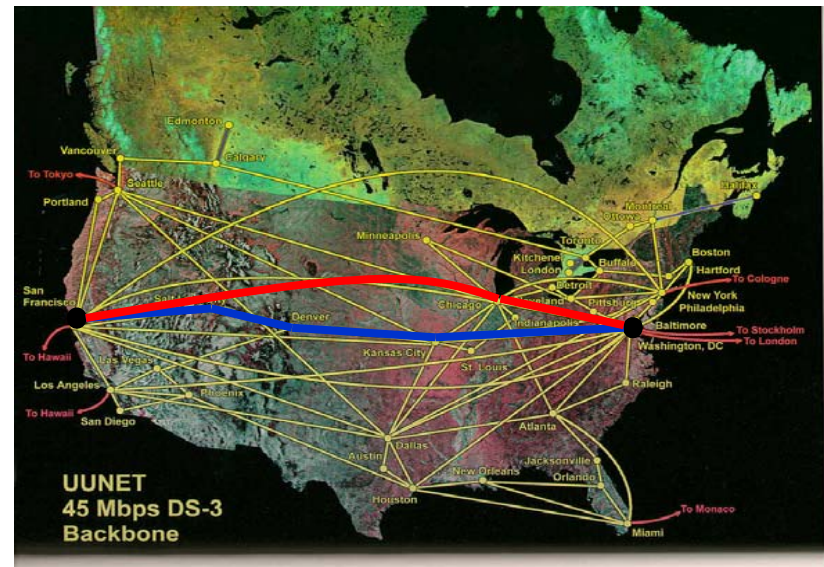 Edmonton
Vancouver
Calgary
To Tokyo
Seattle
Portland
Halifax
Montreal
Ottawa
Minneapolis
Toronto
Boston
Kitchene
Buffalo
London
Hartford
Detroit
To Cologne
San
Francisco
Salt
Chicago
New York
Pittsburg
Philadelphia
Denver
Indianapolis
Baltimore
To Stockholm
Washington, DC
To London
To Hawaii
Kansas City
Las Vegas
St. Louis
Los Angeles
Phoenix
Raleigh
To Hawaii
San Diego
Atlanta
Dallas
Austin
Jacksonville
New Orleans
Orlando
Houston
UUNET
45 Mbps DS-3
Backbone
To Monaco
Miami